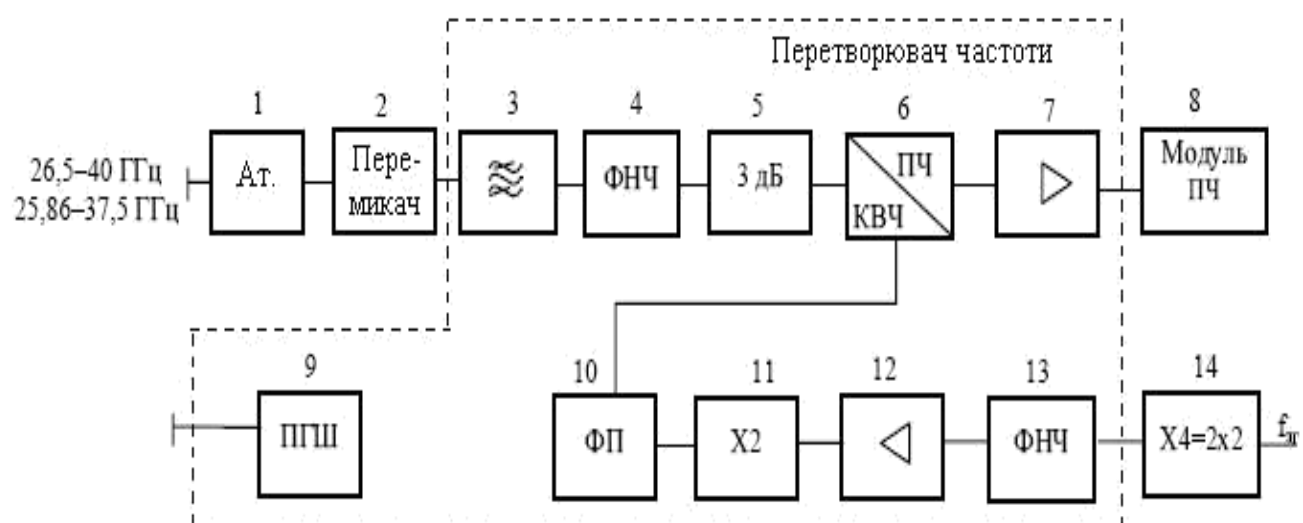 Перетворювач частоти
1
2
3
4
5
6
7
8
26,5–40 ГГц
25,86–37,5 ГГц
Ат.
Пере-
микач
ФНЧ
3 дБ
ПЧ
КВЧ
Модуль
ПЧ
9
10
11
12
13
14
ПГШ
ФП
X2
ФНЧ
X4=2x2
fлг